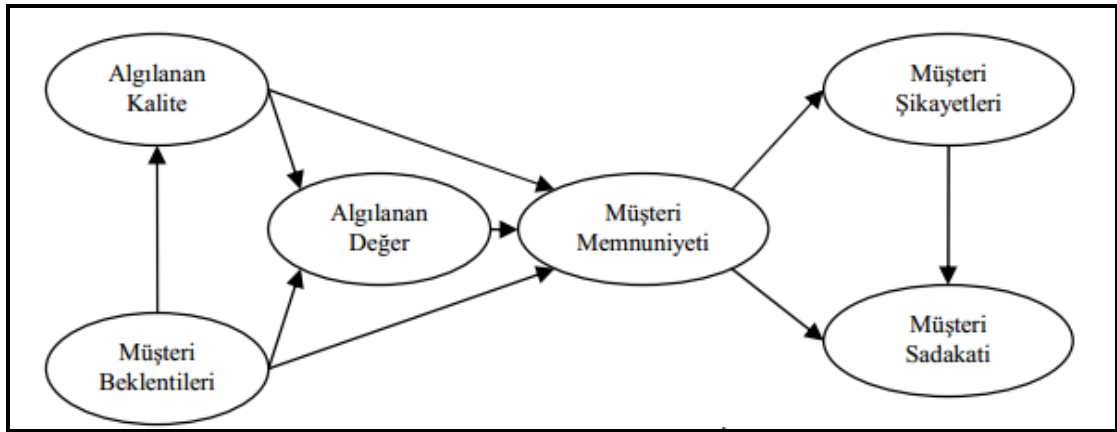 Algılanan
Kalite
Müşteri
Şikayetleri
Algılanan
Değer
Müşteri
Memnuniyeti
Müşteri
Beklentileri
Müşteri
Sadakati